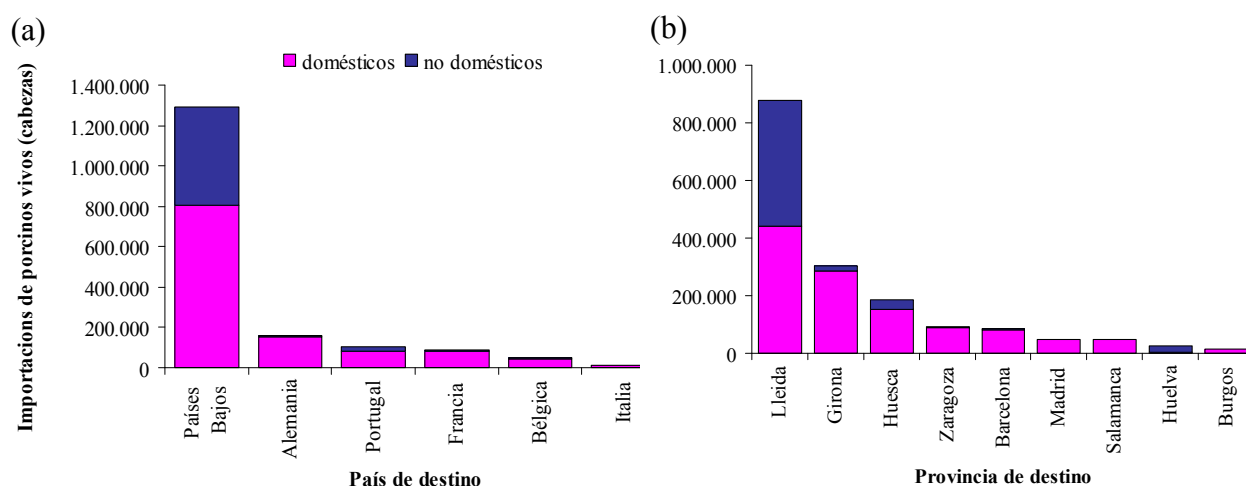 (a)
domésticos
no domésticos
Importacions de porcinos vivos (cabezas)
1.400.000
1.200.000
1.000.000
800.000
600.000
400.000
200.000
0
Países
Bajos
Alemania
Portugal
Francia
Bélgica
Italia
País de destino
(b)
1.000.000
800.000
600.000
400.000
200.000
0
Lleida
Girona
Huesca
Zaragoza
Barcelona
Madrid
Salamanca
Huelva
Burgos
Provincia de destino